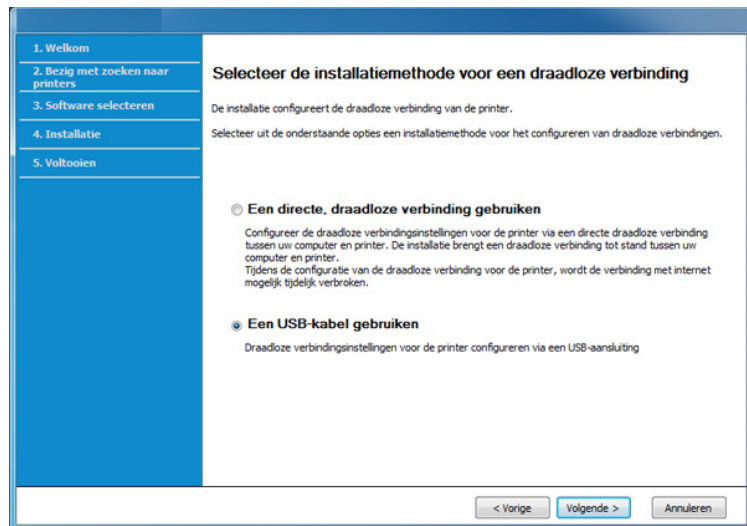 1. Welkom
2. Bezig met zoeken naar
printers
3. Software selecteren
4. Installatie
5. Voltooien
Selecteer de installatiemethode voor een draadloze verbinding
De installatie configureert de draadloze verbinding van de printer.
Selecteer uit de onderstaande opties een installatiemethode voor het configureren van draadloze verbindingen.
Een directe, draadloze verbinding gebruiken
Configureer de draadloze verbindingsinstellingen voor de printer via een directe draadloze verbinding
tussen uw computer en printer. De installatie brengt een draadloze verbinding tot stand tussen uw
computer en printer.
Tijdens de configuratie van de draadloze verbinding voor de printer, wordt de verbinding met internet
mogelijk tijdelijk verbroken.
Een USB-kabel gebruiken
Draadloze verbindingsinstellingen voor de printer configureren via een USB-aansluiting
< Vorige
Volgende >
Annuleren